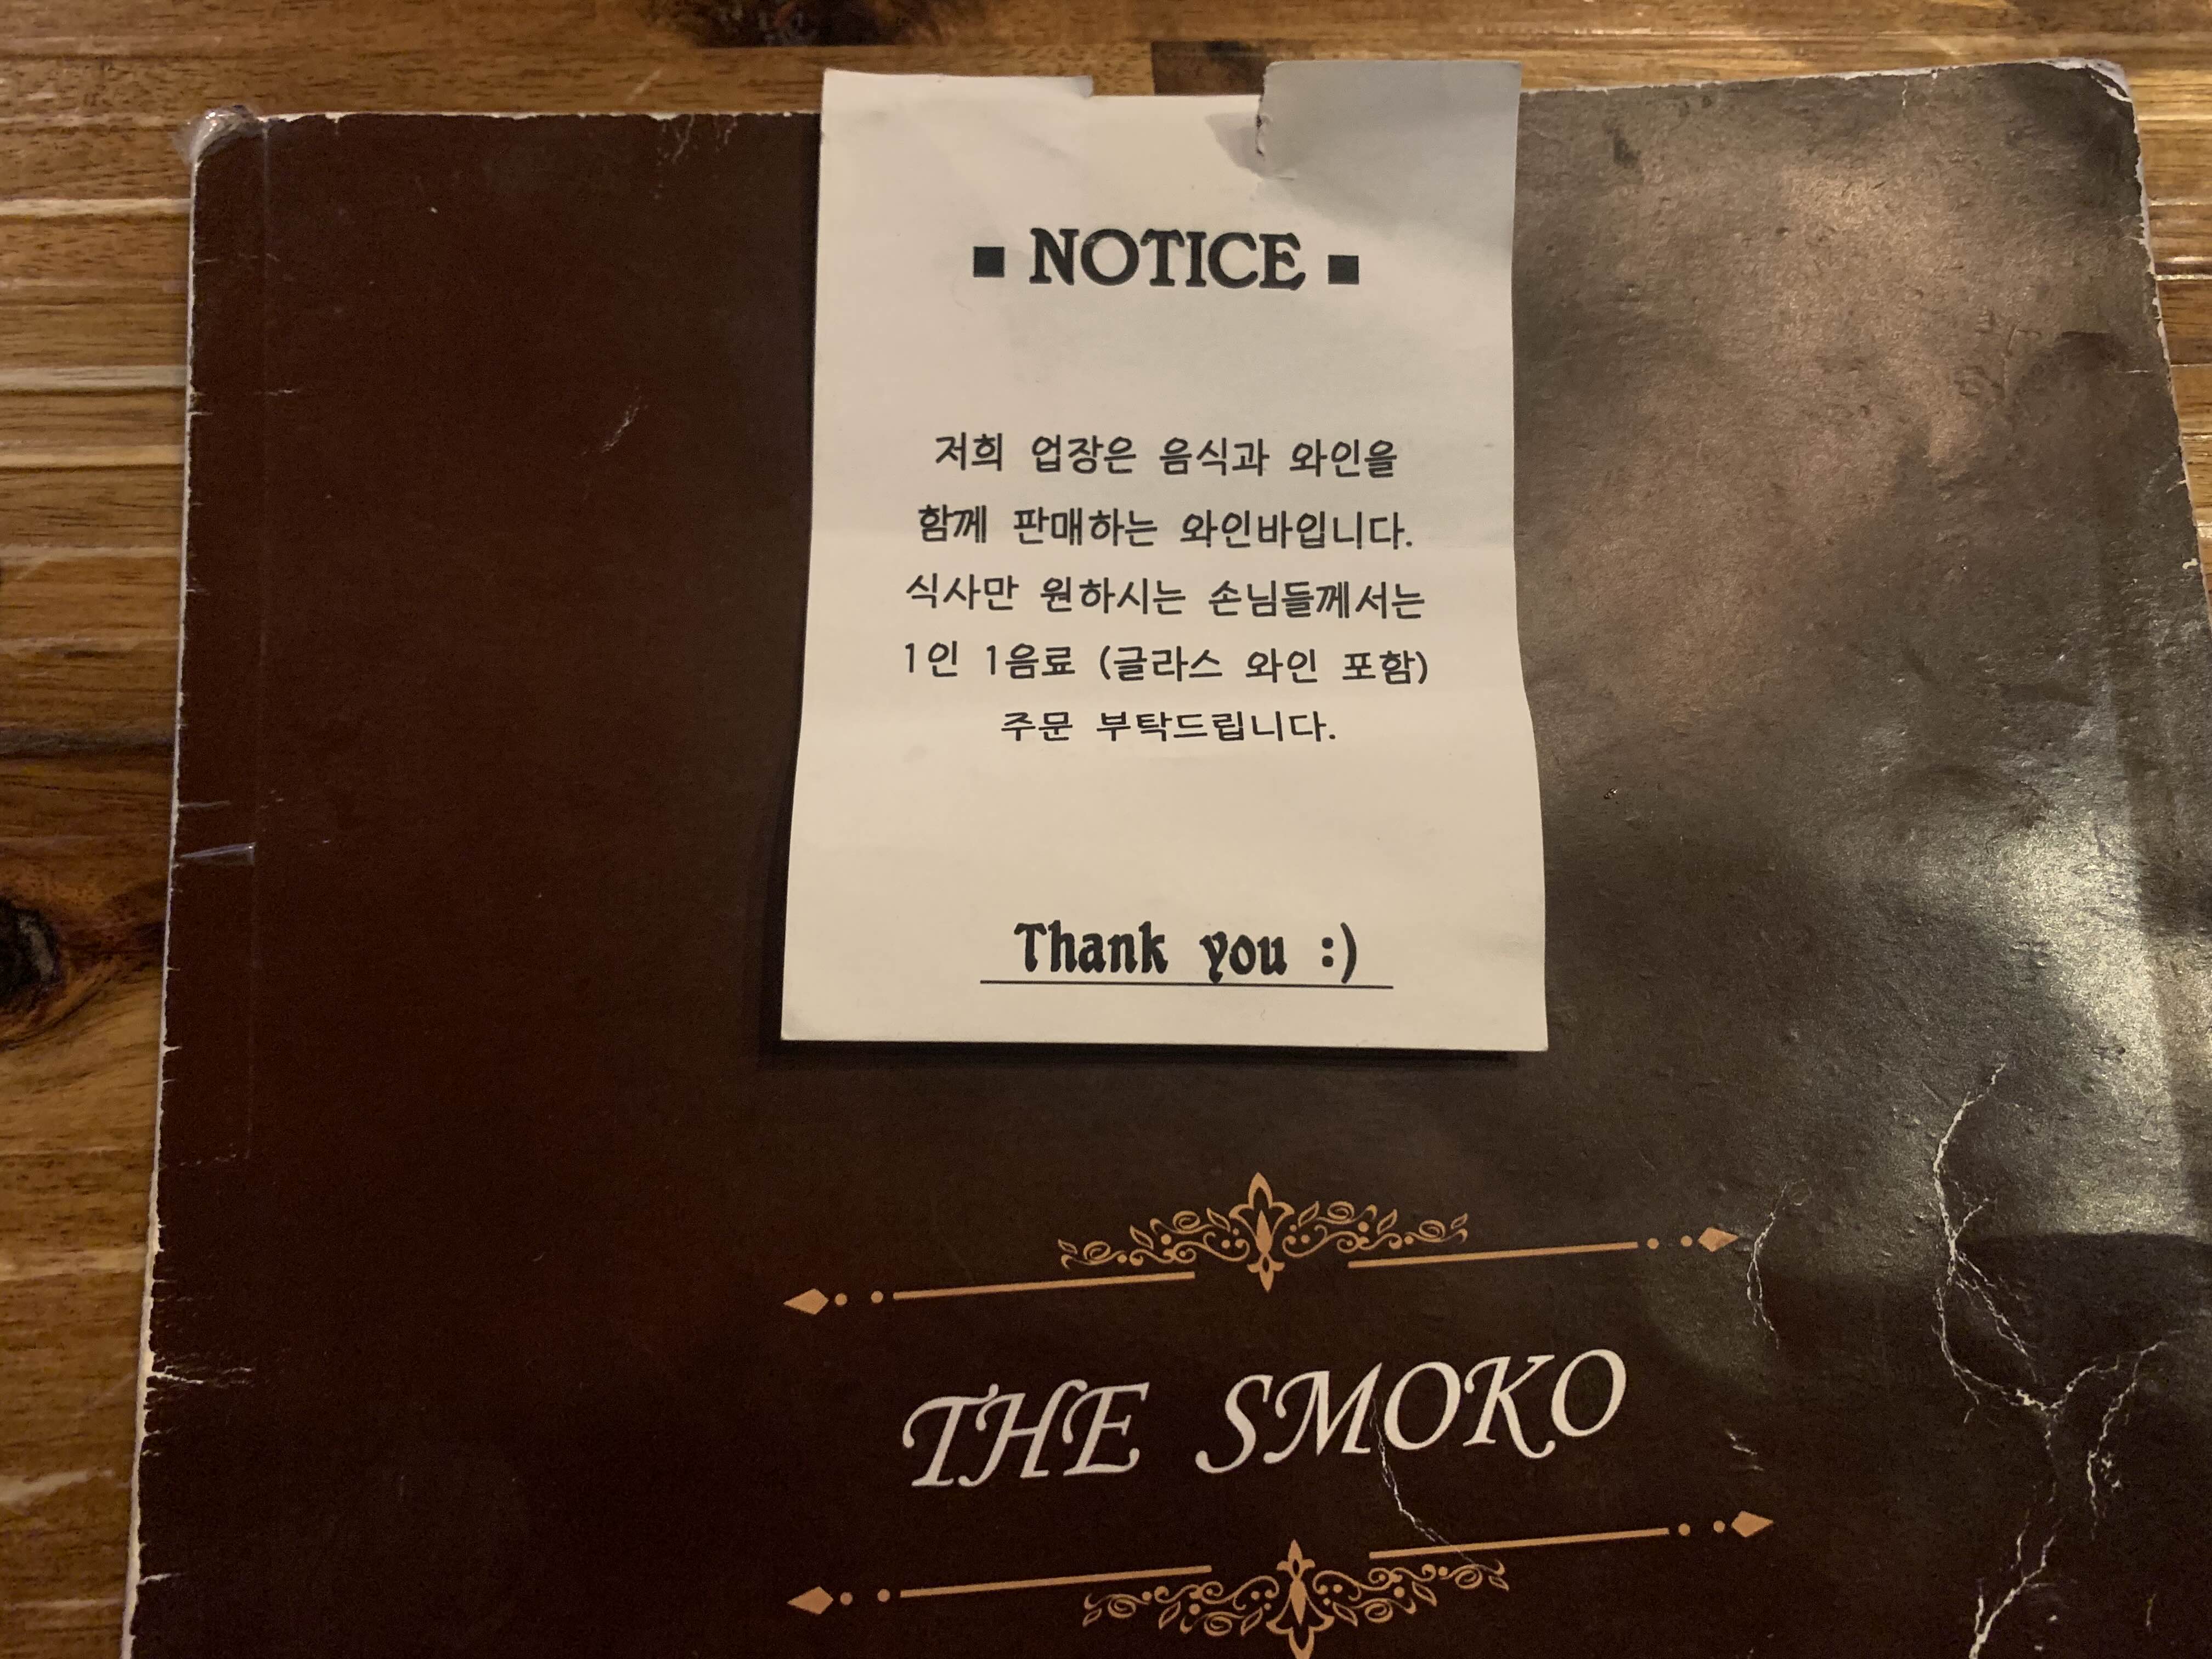 ■ NOTICE ■
저희 업장은 음식과 와인을
함께 판매하는 와인바입니다.
식사만 원하시는 손님들께서는
1인 1음료 (글라스 와인 포함)
주문 부탁드립니다.
Thank you :)
THE SMOKO